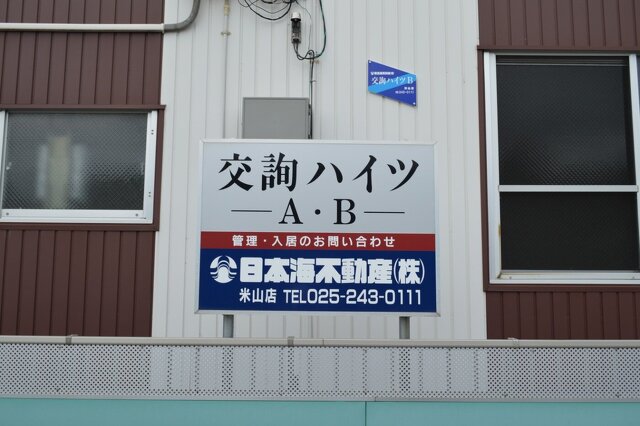 交詢ハイツB
交詢ハイツ
A・B
管理・入居のお問い合わせ
日本海不動産(株)
米山店 TEL025-243-0111